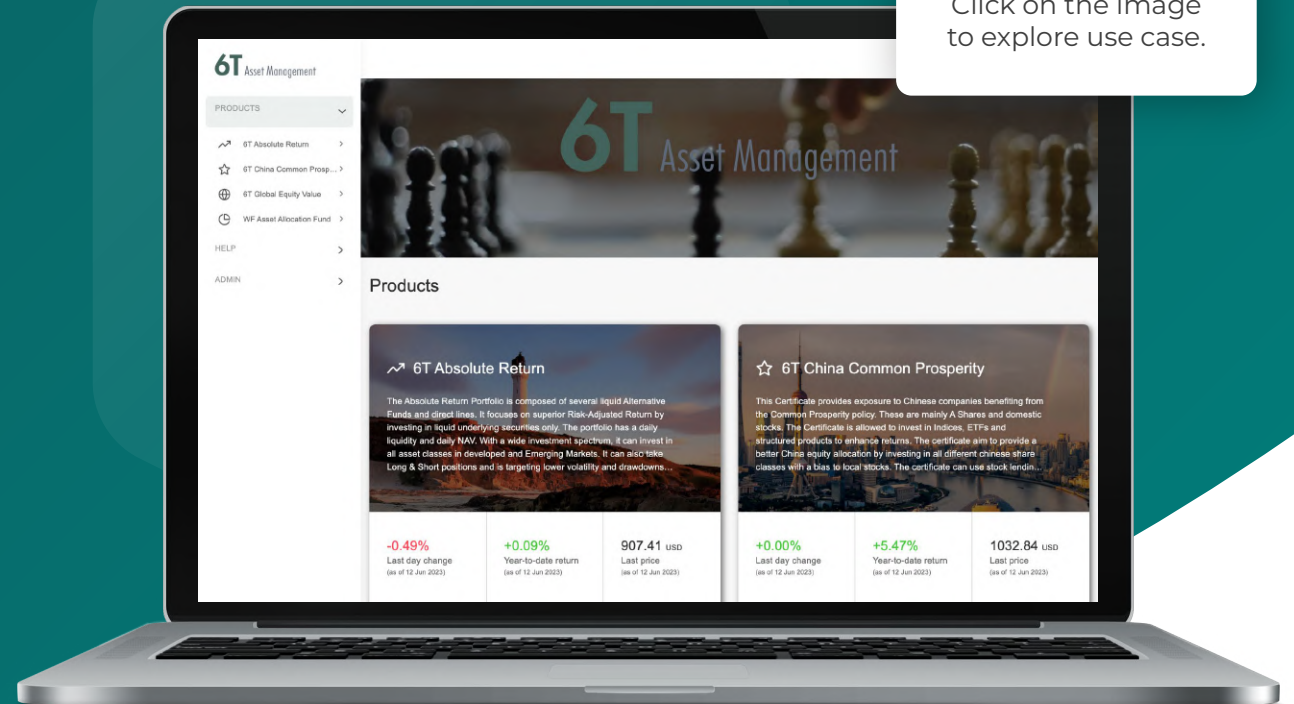 Click on the image
to explore use case.
6T Asset Management
PRODUCTS
6T Absolute Return
6T China Common Prosp...
6T Global Equity Value
WF Asset Allocation Fund
HELP
ADMIN
6T Asset Management
Products
6T Absolute Return
The Absolute Return Portfolio is composed of several liquid Alternative
Funds and direct lines. It focuses on superior Risk-Adjusted Return by
investing in liquid underlying securities only. The portfolio has a daily
liquidity and daily NAV. With a wide investment spectrum, it can invest in
all asset classes in developed and Emerging Markets. It can also take
Long & Short positions and is targeting lower volatility and drawdowns...
-0.49%
Last day change
(as of 12 Jun 2023)
+0.09%
Year-to-date return
(as of 12 Jun 2023)
907.41 USD
Last price
(as of 12 Jun 2023)
6T China Common Prosperity
This Certificate provides exposure to Chinese companies benefiting from
the Common Prosperity policy. These are mainly A Shares and domestic
stocks. The Certificate is allowed to invest in Indices, ETFs and
structured products to enhance returns. The certificate aim to provide a
better China equity allocation by investing in all different chinese share
classes with a bias to local stocks. The certificate can use stock lendin...
+0.00%
Last day change
(as of 12 Jun 2023)
+5.47%
Year-to-date return
(as of 12 Jun 2023)
1032.84 USD
Last price
(as of 12 Jun 2023)